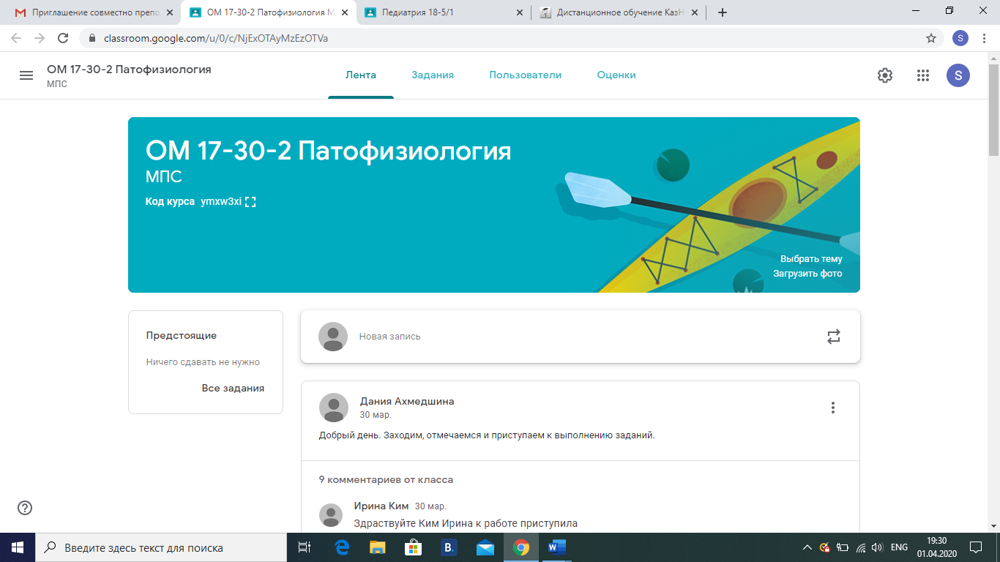 Приглашение совместно препо
ОМ 17-30-2 Патофизиология М
Педиатрия 18-5/1
Дистанционное обучение КазН
classroom.google.com/u/0/c/NjExOTAyMzEzOTVa
S
ОМ 17-30-2 Патофизиология
МПС
Лента
Задания
Пользователи
Оценки
S
ОМ 17-30-2 Патофизиология
МПС
Код курса ymxw3xi
Выбрать тему
Загрузить фото
Предстоящие
Ничего сдавать не нужно
Все задания
Новая запись
Дания Ахмедшина
30 мар.
Добрый день. Заходим, отмечаемся и приступаем к выполнению заданий.
9 комментариев от класса
Ирина Ким 30 мар.
Здраствуйте Ким Ирина к работе приступила
Введите здесь текст для поиска
B.
ENG
19:30
01.04.2020